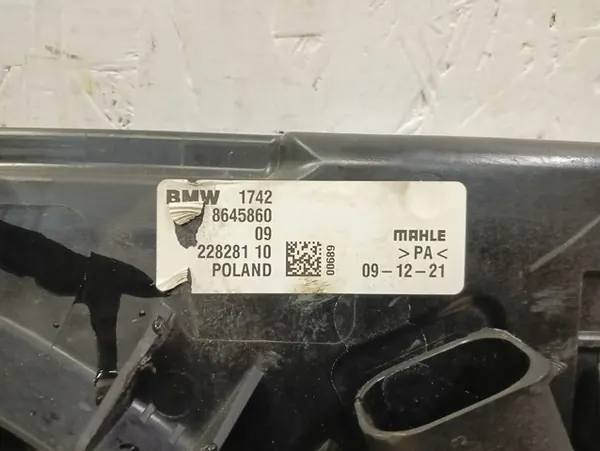 BMW 1742
8645860
09
228281 10
POLAND
00689
MAHLE
>PA<
09-12-21